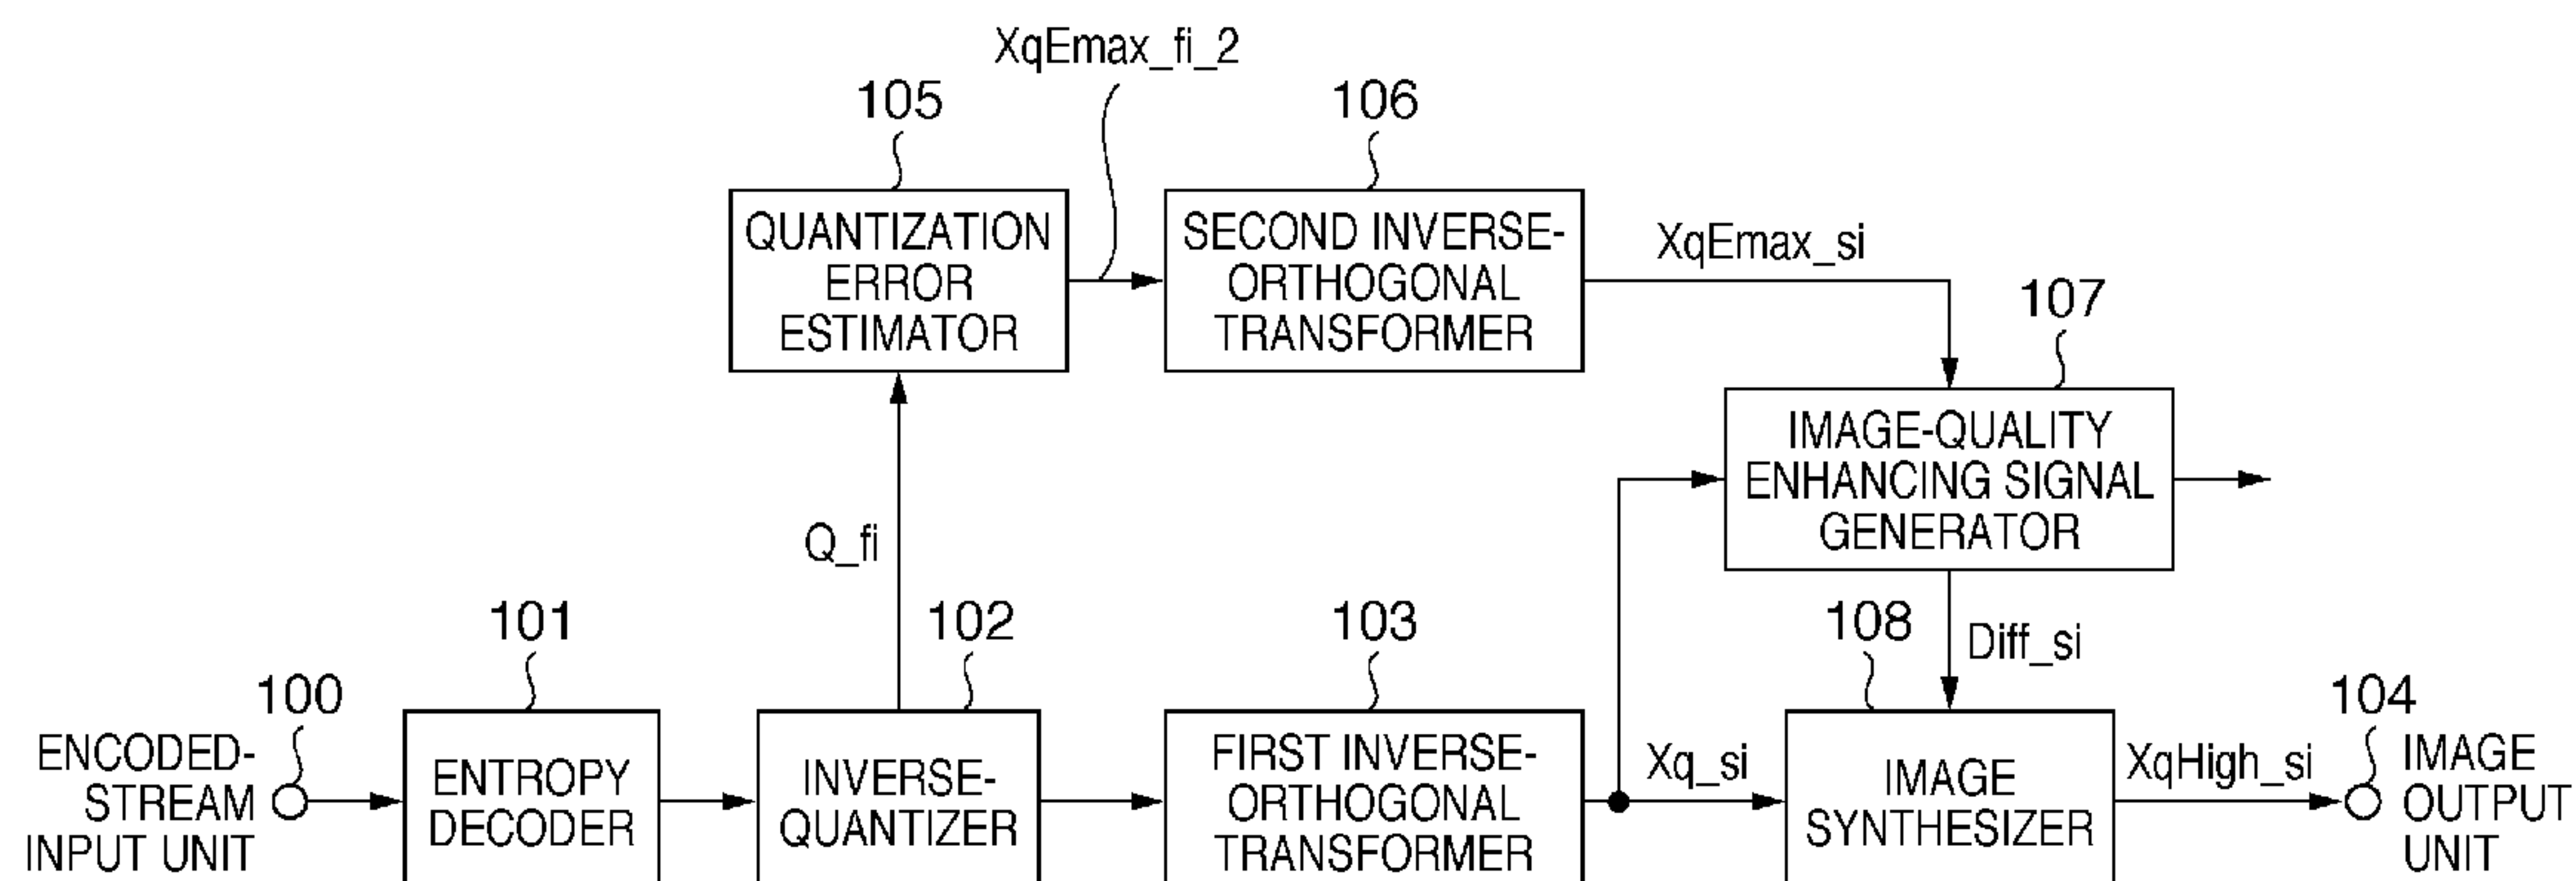 XqEmax_fi_2
105
106
QUANTIZATION
ERROR
ESTIMATOR
SECOND INVERSE-
ORTHOGONAL
TRANSFORMER
XqEmax_si
107
IMAGE-QUALITY
ENHANCING SIGNAL
GENERATOR
Q_fi
101
102
103
108
Diff_si
100
104
ENCODED-
STREAM
INPUT UNIT
ENTROPY
DECODER
INVERSE-
QUANTIZER
FIRST INVERSE-
ORTHOGONAL
TRANSFORMER
Xq_si
IMAGE
SYNTHESIZER
XqHigh_si
IMAGE
OUTPUT
UNIT